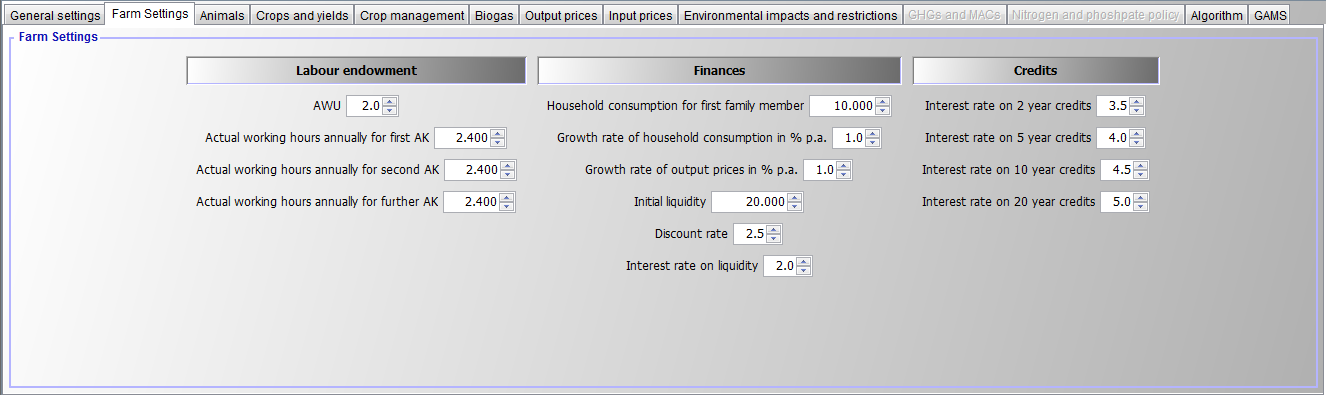 General settings Farm Settings Animals Crops and yields Crop management Biogas Output prices Input prices Environmental impacts and restrictions GHGs and MACs Nitrogen and phoshpate policy Algorithm GAMS
Farm Settings
Labour endowment
AWU 2.0
Actual working hours annually for first AK 2.400
Actual working hours annually for second AK 2.400
Actual working hours annually for further AK 2.400
Finances
Household consumption for first family member 10.000
Growth rate of household consumption in % p.a. 1.0
Growth rate of output prices in % p.a. 1.0
Initial liquidity 20.000
Discount rate 2.5
Interest rate on liquidity 2.0
Credits
Interest rate on 2 year credits 3.5
Interest rate on 5 year credits 4.0
Interest rate on 10 year credits 4.5
Interest rate on 20 year credits 5.0